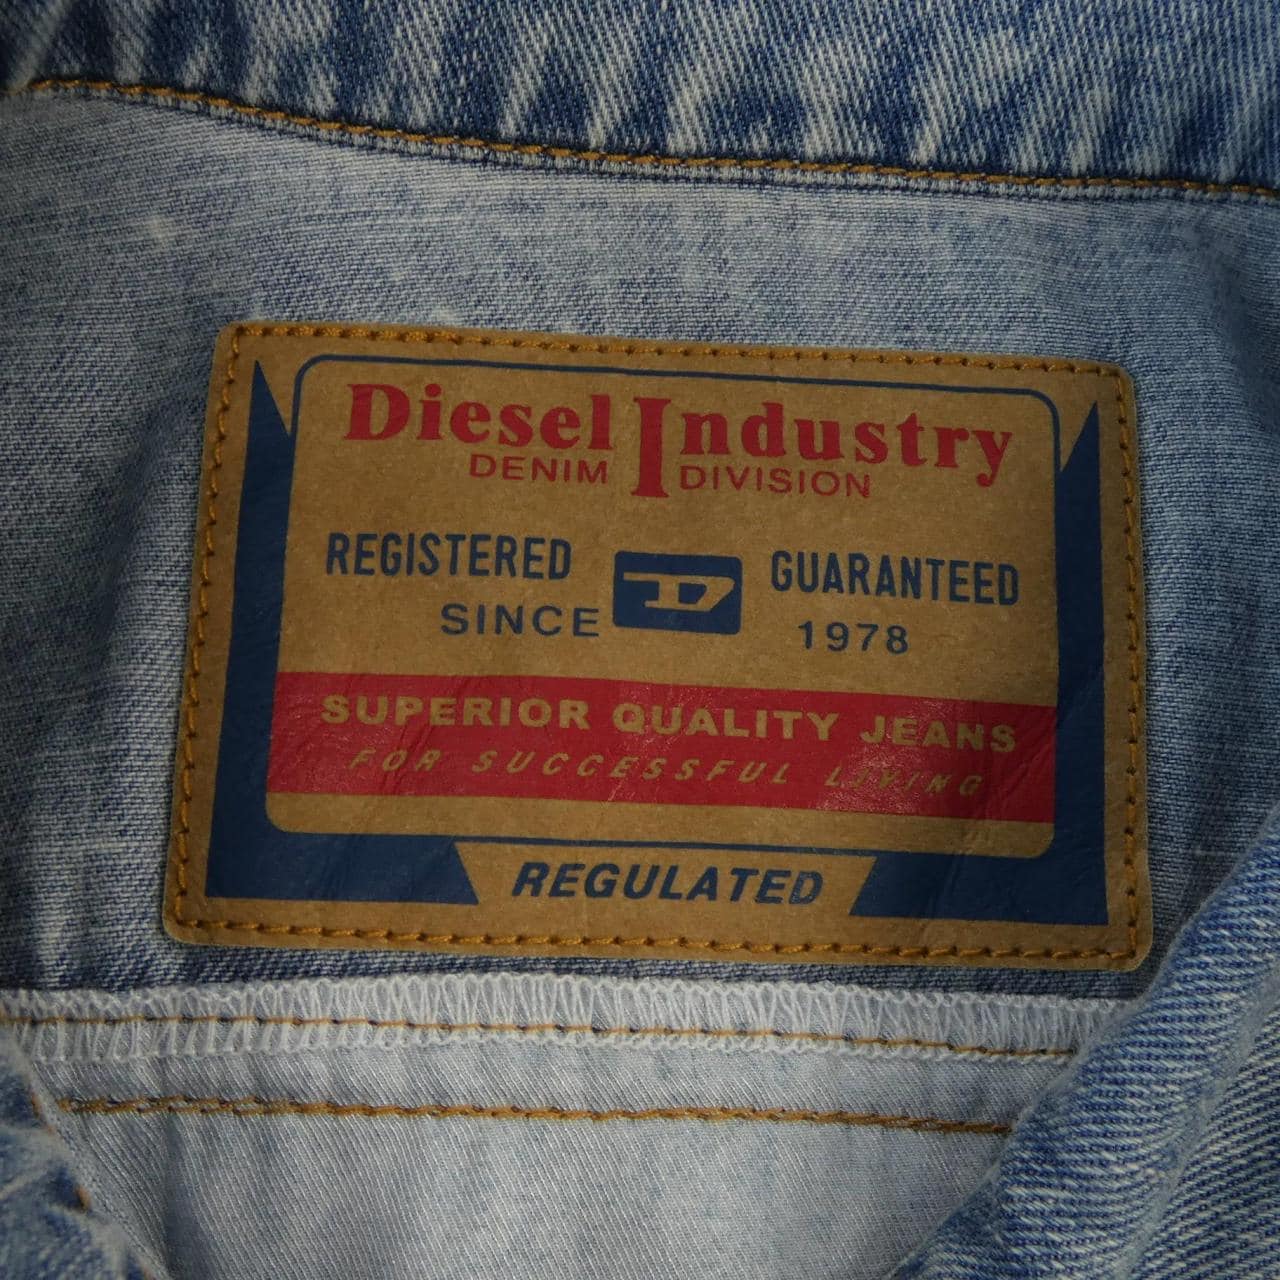 Diesel Industry
DENIM DIVISION
REGISTERED D GUARANTEED
SINCE 1978
SUPERIOR QUALITY JEANS
FOR SUCCESSFUL LIVING
REGULATED